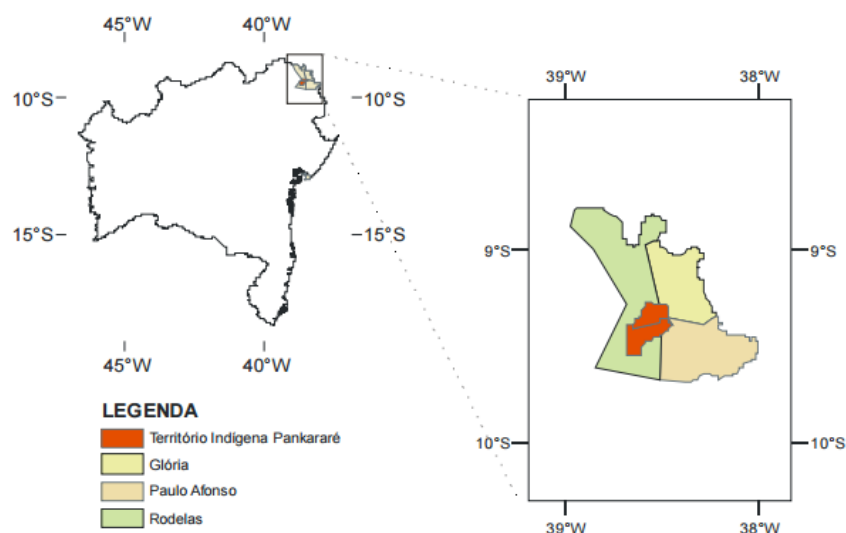 45°W 40°W
10°S 10°S
15°S 15°S
45°W 40°W
39°W 38°W
9°S 9°S
10°S 10°S
39°W 38°W
LEGENDA
Território Indígena Pankararé
Glória
Paulo Afonso
Rodelas